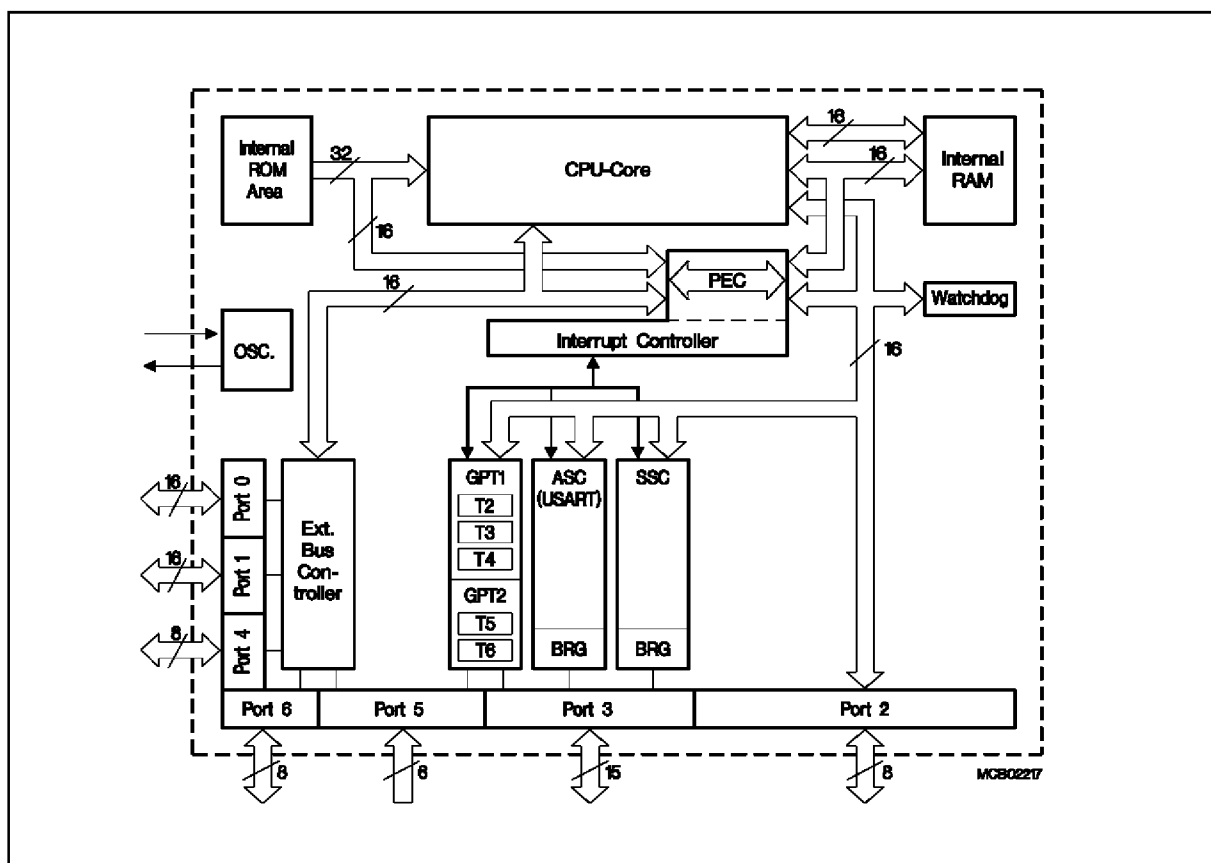 Internal
ROM
Area
32
CPU-Core
16
16
Internal
RAM
16
16
PEC
Watchdog
Interrupt Controller
OSC.
16
16
Port 0
16
Port 1
8
Port 4
Ext.
Bus
Con-
troller
GPT1
T2
T3
T4
GPT2
T5
T6
ASC
(USART)
BRG
SSC
BRG
Port 6
Port 5
Port 3
Port 2
8
6
15
8
MCB02217